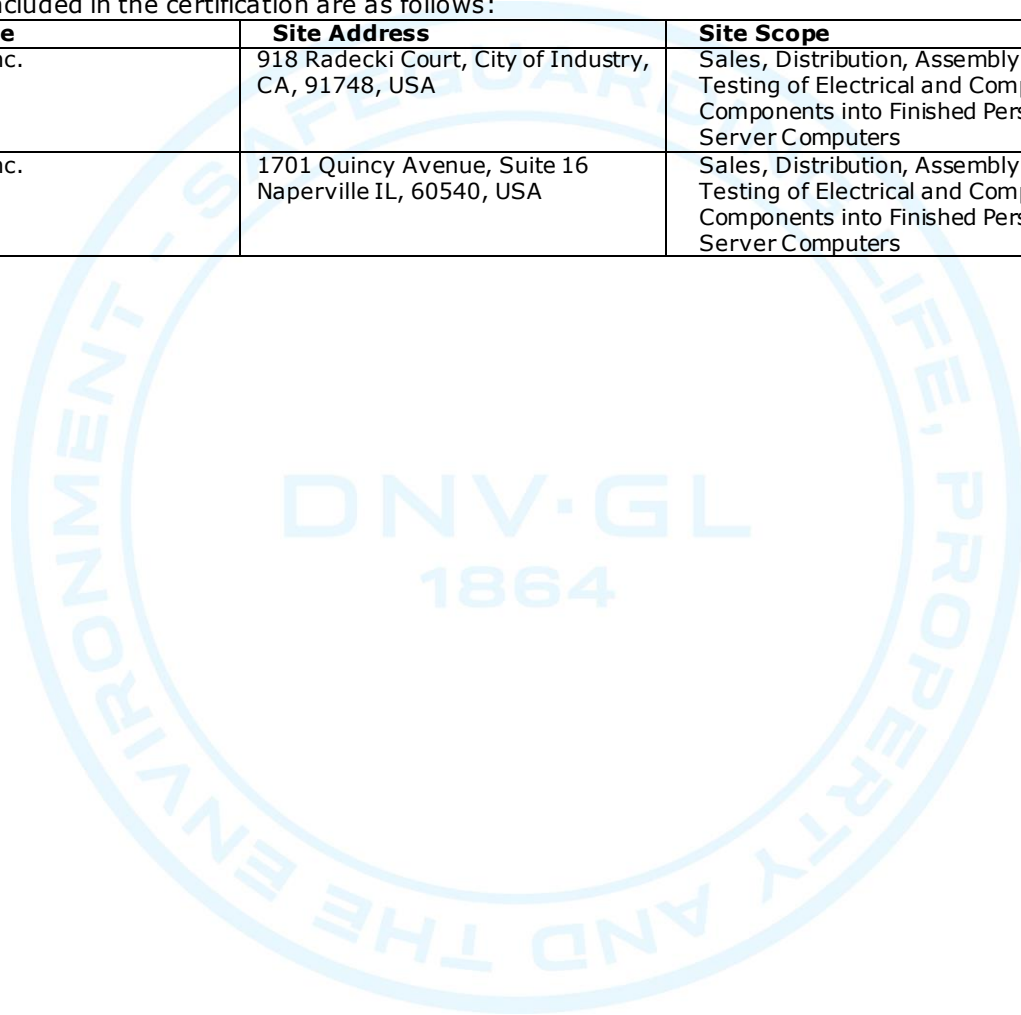 ncluded in the certification are as follows:
e Site Address Site Scope
nc. 918 Radecki Court, City of Industry, Sales, Distribution, Assembly
CA, 91748, USA Testing of Electrical and Com
Components into Finished Pers
Server Computers
nc. 1701 Quincy Avenue, Suite 16 Sales, Distribution, Assembly
Naperville IL, 60540, USA Testing of Electrical and Com
Components into Finished Pers
Server Computers
SAFEGUARDING LIFE, PROPERTY AND THE ENVIRONMENT –
DNV·GL
1864